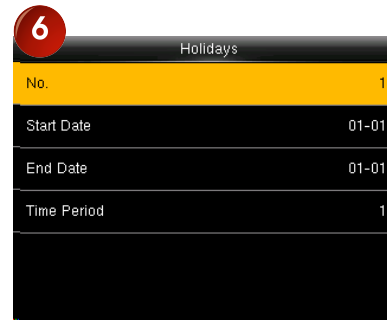 6
Holidays
No. 1
Start Date 01-01
End Date 01-01
Time Period 1